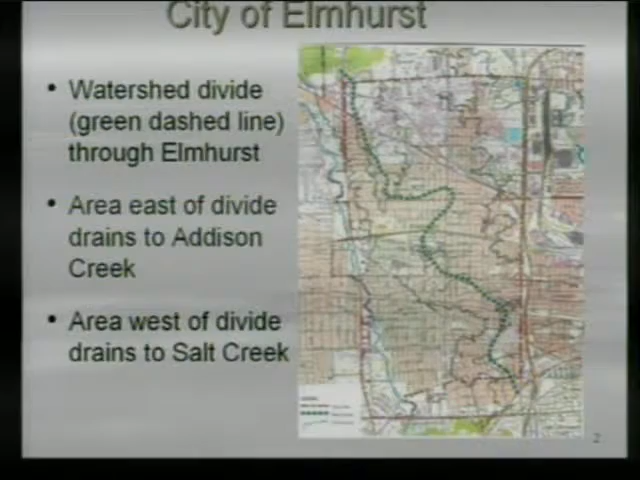 City of Elmhurst
• Watershed divide
(green dashed line)
through Elmhurst
• Area east of divide
drains to Addison
Creek
• Area west of divide
drains to Salt Creek
2